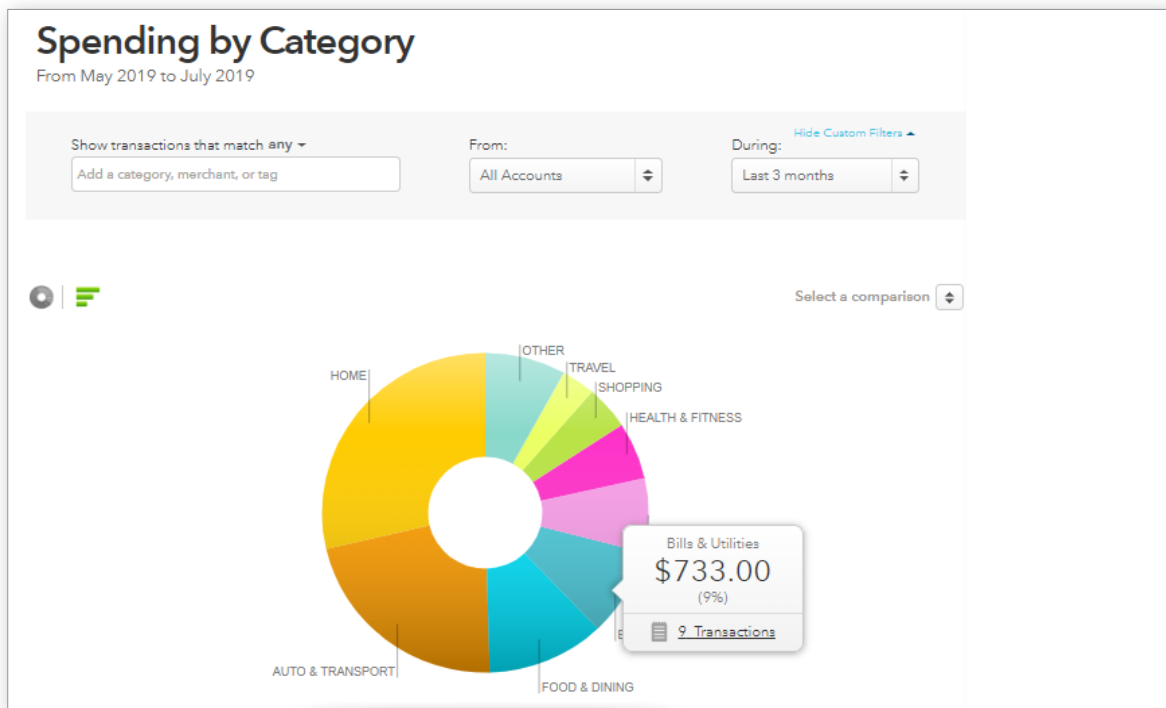 Spending by Category
From May 2019 to July 2019
Hide Custom Filters
Show transactions that match any
From:
During:
Add a category, merchant, or tag
All Accounts
Last 3 months
Select a comparison
OTHER
TRAVEL
HOME
SHOPPING
HEALTH & FITNESS
Bills & Utilities
$733.00
(9%)
9 Transactions
AUTO & TRANSPORT
FOOD & DINING